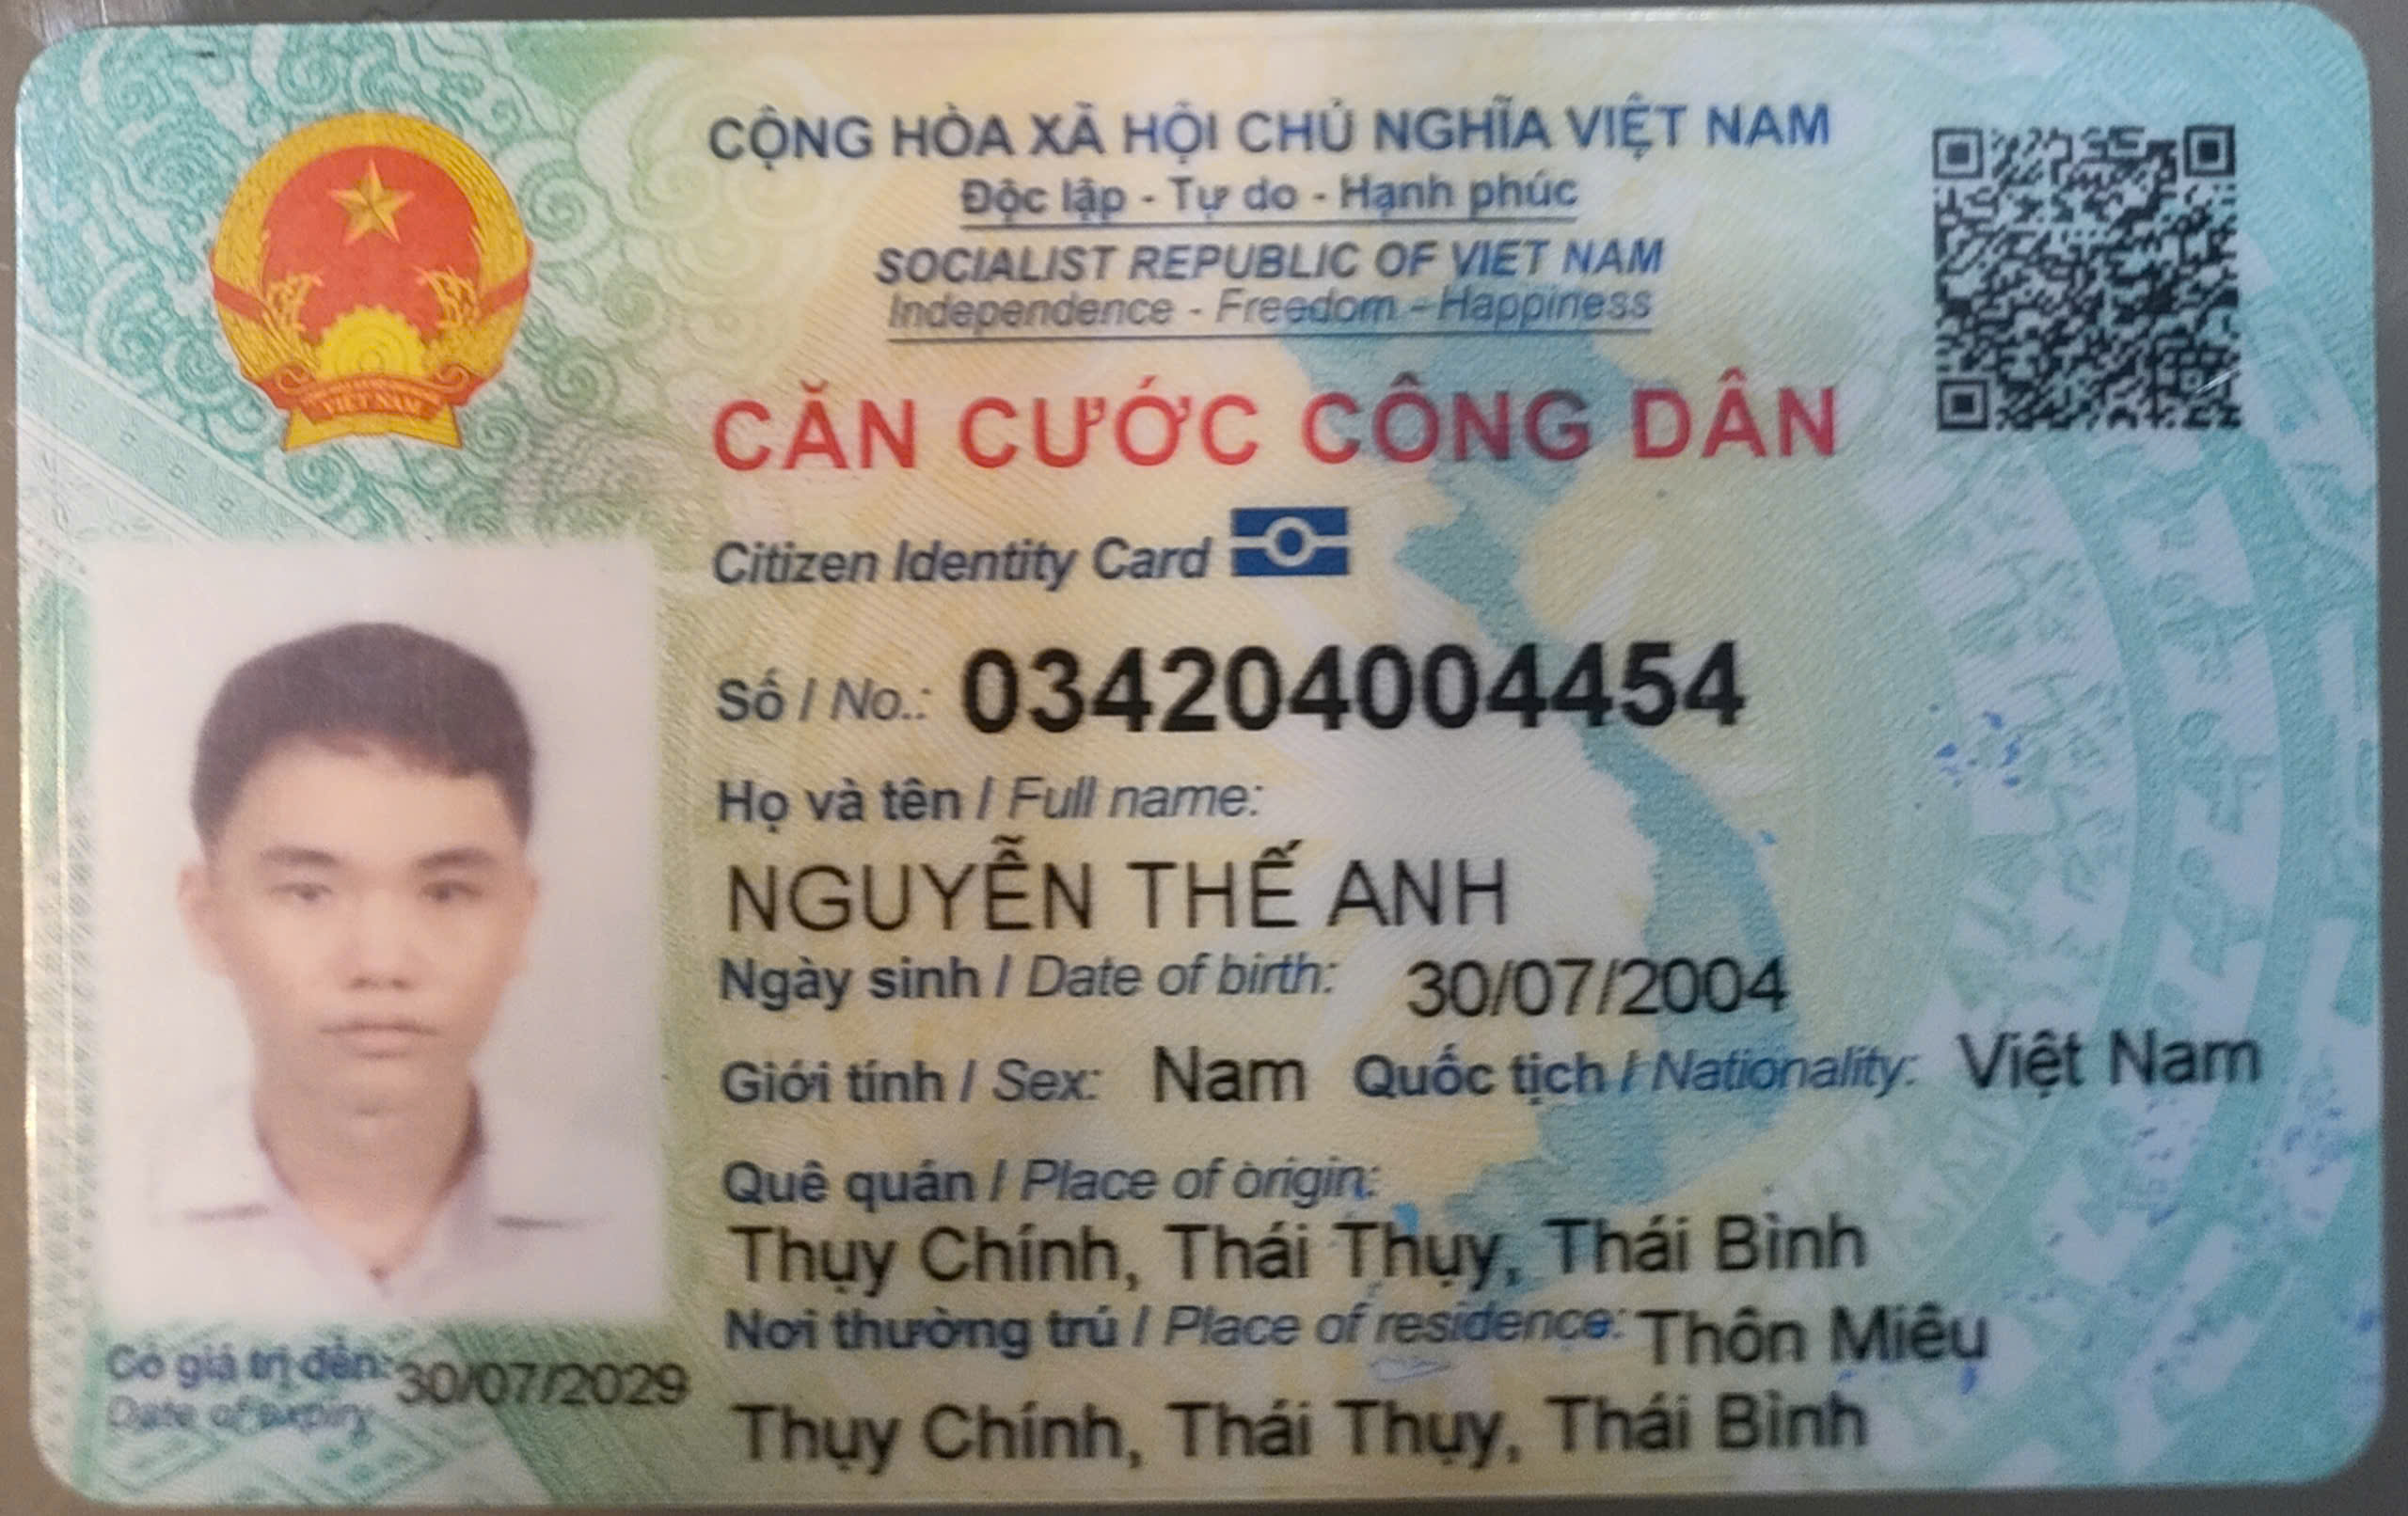 CỘNG HÒA XÃ HỘI CHỦ NGHĨA VIỆT NAM
Độc lập - Tự do - Hạnh phúc
SOCIALIST REPUBLIC OF VIET NAM
Independence - Freedom - Happiness
CĂN CƯỚC CÔNG DÂN
Citizen Identity Card
Số / No.: 034204004454
Họ và tên / Full name:
NGUYỄN THẾ ANH
Ngày sinh / Date of birth: 30/07/2004
Giới tính / Sex: Nam Quốc tịch / Nationality: Việt Nam
Quê quán / Place of origin:
Thụy Chính, Thái Thụy, Thái Bình
Nơi thường trú / Place of residence: Thôn Miêu
Thụy Chính, Thái Thụy, Thái Bình
Có giá trị đến: 30/07/2029
Date of expiry
VIỆT NAM